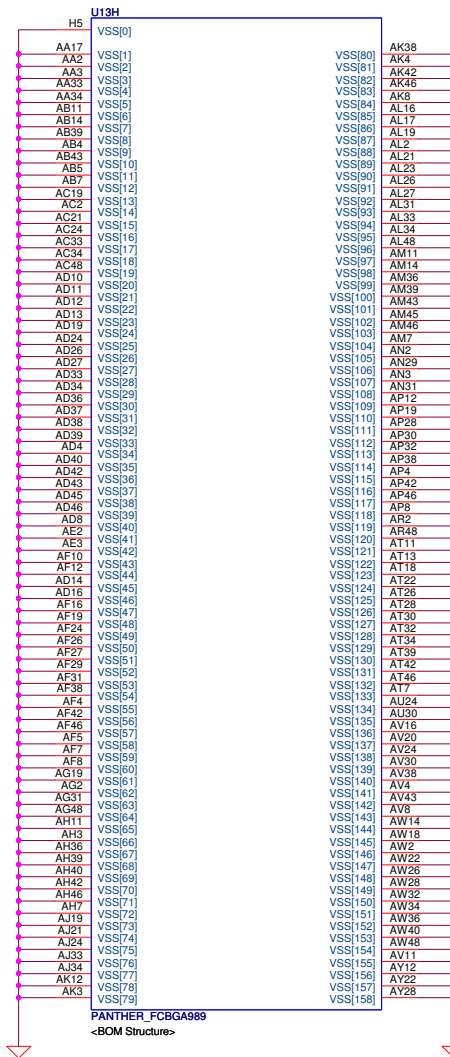 U13H
H5 VSS[0]
AA17 VSS[1]
AA2 VSS[2]
AA3 VSS[3]
AA33 VSS[4]
AA34 VSS[5]
AB11 VSS[6]
AB14 VSS[7]
AB39 VSS[8]
AB4 VSS[9]
AB43 VSS[10]
AB5 VSS[11]
AB7 VSS[12]
AC19 VSS[13]
AC2 VSS[14]
AC21 VSS[15]
AC24 VSS[16]
AC33 VSS[17]
AC34 VSS[18]
AC48 VSS[19]
AD10 VSS[20]
AD11 VSS[21]
AD12 VSS[22]
AD13 VSS[23]
AD19 VSS[24]
AD24 VSS[25]
AD26 VSS[26]
AD27 VSS[27]
AD33 VSS[28]
AD34 VSS[29]
AD36 VSS[30]
AD37 VSS[31]
AD38 VSS[32]
AD39 VSS[33]
AD4 VSS[34]
AD40 VSS[35]
AD42 VSS[36]
AD43 VSS[37]
AD45 VSS[38]
AD46 VSS[39]
AD8 VSS[40]
AE2 VSS[41]
AE3 VSS[42]
AF10 VSS[43]
AF12 VSS[44]
AD14 VSS[45]
AD16 VSS[46]
AF16 VSS[47]
AF19 VSS[48]
AF24 VSS[49]
AF26 VSS[50]
AF27 VSS[51]
AF29 VSS[52]
AF31 VSS[53]
AF38 VSS[54]
AF4 VSS[55]
AF42 VSS[56]
AF46 VSS[57]
AF5 VSS[58]
AF7 VSS[59]
AF8 VSS[60]
AG19 VSS[61]
AG2 VSS[62]
AG31 VSS[63]
AG48 VSS[64]
AH11 VSS[65]
AH3 VSS[66]
AH36 VSS[67]
AH39 VSS[68]
AH40 VSS[69]
AH42 VSS[70]
AH46 VSS[71]
AH7 VSS[72]
AJ19 VSS[73]
AJ21 VSS[74]
AJ24 VSS[75]
AJ33 VSS[76]
AJ34 VSS[77]
AK12 VSS[78]
AK3 VSS[79]
VSS[80] AK38
VSS[81] AK4
VSS[82] AK42
VSS[83] AK46
VSS[84] AK8
VSS[85] AL16
VSS[86] AL17
VSS[87] AL19
VSS[88] AL2
VSS[89] AL21
VSS[90] AL23
VSS[91] AL26
VSS[92] AL27
VSS[93] AL31
VSS[94] AL33
VSS[95] AL34
VSS[96] AL48
VSS[97] AM11
VSS[98] AM14
VSS[99] AM36
VSS[100] AM39
VSS[101] AM43
VSS[102] AM45
VSS[103] AM46
VSS[104] AM7
VSS[105] AN2
VSS[106] AN29
VSS[107] AN3
VSS[108] AN31
VSS[109] AP12
VSS[110] AP19
VSS[111] AP28
VSS[112] AP30
VSS[113] AP32
VSS[114] AP38
VSS[115] AP4
VSS[116] AP42
VSS[117] AP46
VSS[118] AP8
VSS[119] AR2
VSS[120] AR48
VSS[121] AT11
VSS[122] AT13
VSS[123] AT18
VSS[124] AT22
VSS[125] AT26
VSS[126] AT28
VSS[127] AT30
VSS[128] AT32
VSS[129] AT34
VSS[130] AT39
VSS[131] AT42
VSS[132] AT46
VSS[133] AT7
VSS[134] AU24
VSS[135] AU30
VSS[136] AV16
VSS[137] AV20
VSS[138] AV24
VSS[139] AV30
VSS[140] AV38
VSS[141] AV4
VSS[142] AV43
VSS[143] AV8
VSS[144] AW14
VSS[145] AW18
VSS[146] AW2
VSS[147] AW22
VSS[148] AW26
VSS[149] AW28
VSS[150] AW32
VSS[151] AW34
VSS[152] AW36
VSS[153] AW40
VSS[154] AW48
VSS[155] AV11
VSS[156] AY12
VSS[157] AY22
VSS[158] AY28
PANTHER_FCBGA989
<BOM Structure>